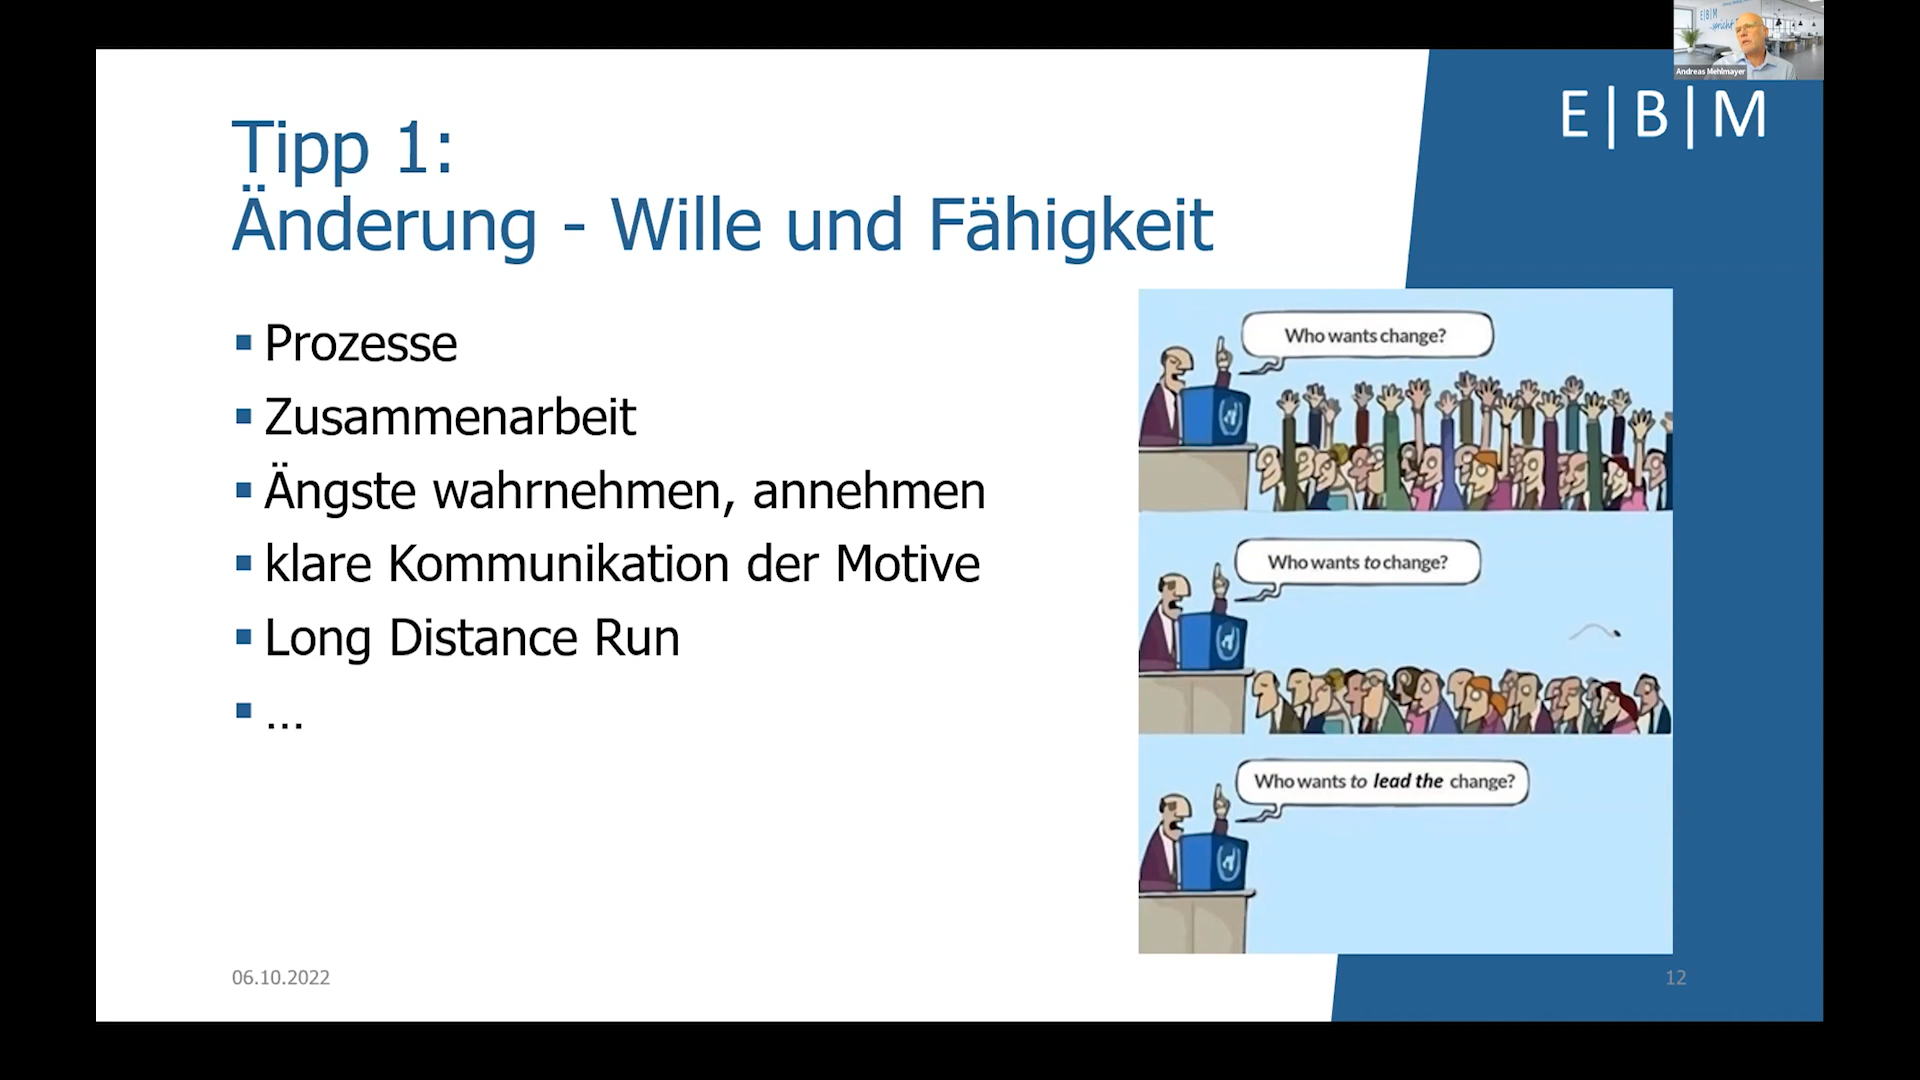 E|B|M
spricht
Andreas Mehlmayer
E|B|M
Tipp 1:
Änderung - Wille und Fähigkeit
Prozesse
Zusammenarbeit
Ängste wahrnehmen, annehmen
klare Kommunikation der Motive
Long Distance Run
...
Who wants change?
Who wants to change?
Who wants to lead the change?
06.10.2022
12